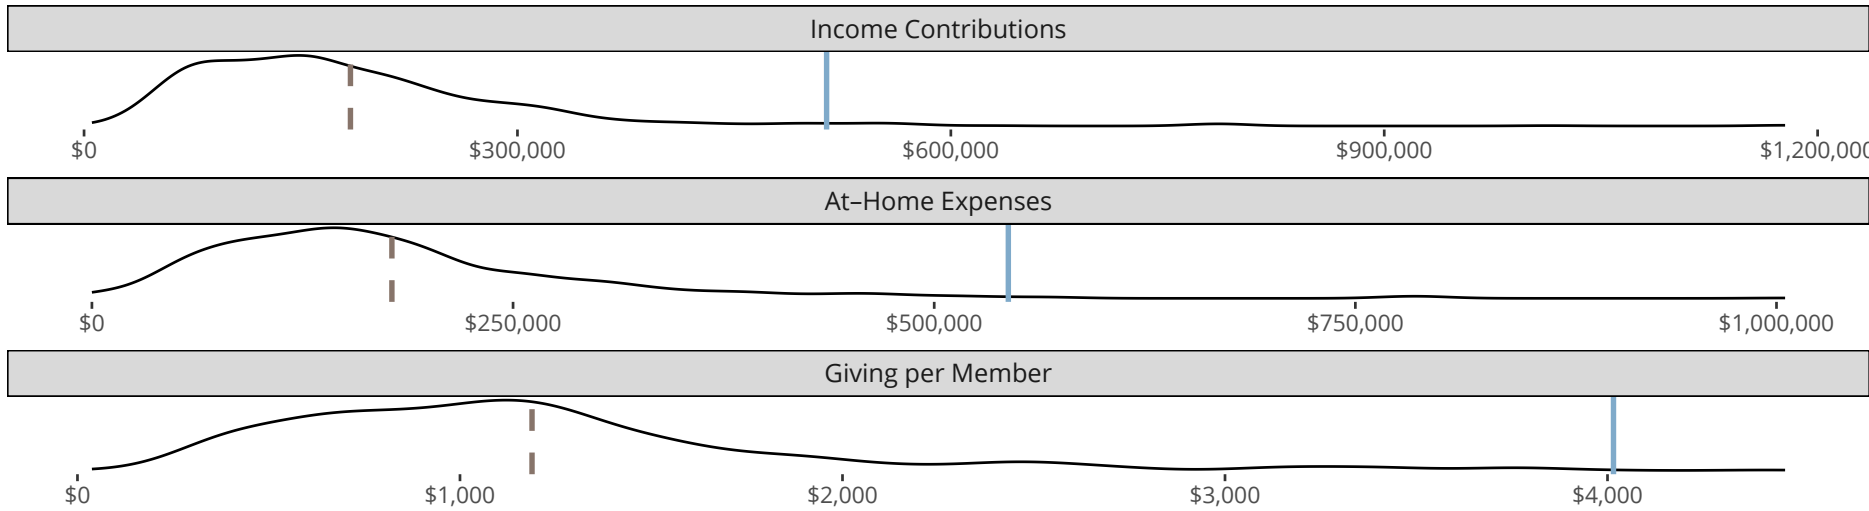 Income Contributions
$0 $300,000 $600,000 $900,000 $1,200,000
At–Home Expenses
$0 $250,000 $500,000 $750,000 $1,000,000
Giving per Member
$0 $1,000 $2,000 $3,000 $4,000